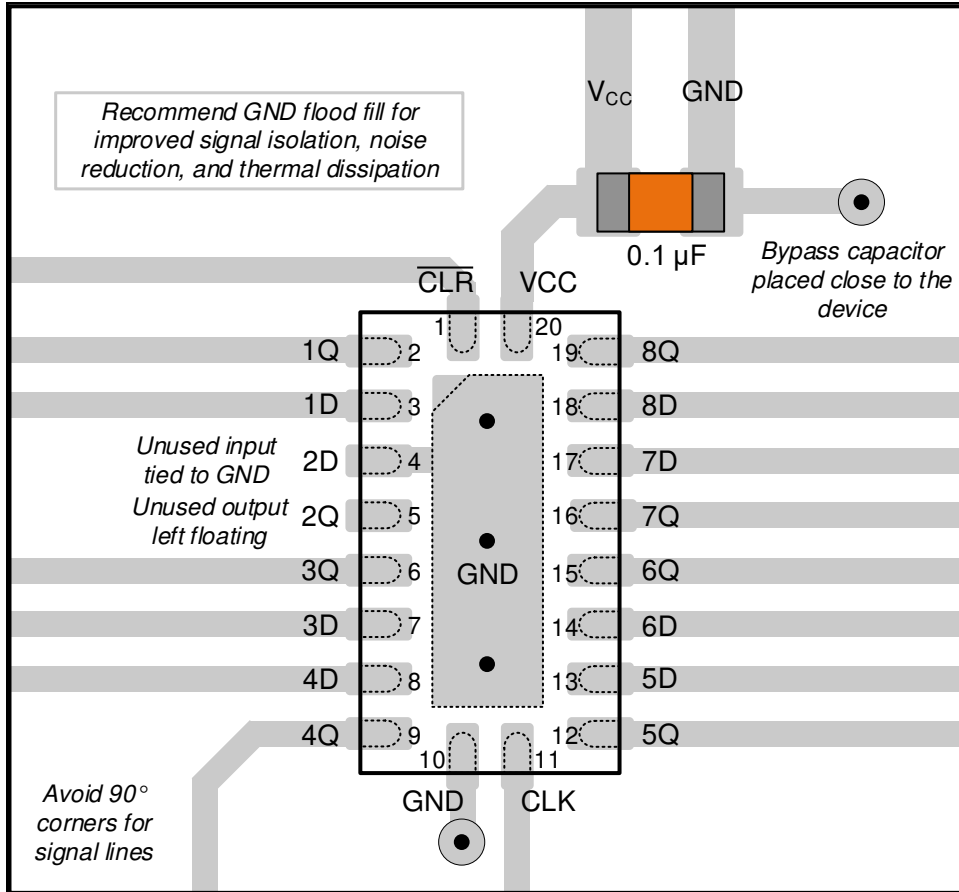 Recommend GND flood fill for
improved signal isolation, noise
reduction, and thermal dissipation
VCC GND
0.1 µF
Bypass capacitor
placed close to the
device
C̅L̅R̅ VCC
1 20
1Q 2 19 8Q
1D 3 18 8D
Unused input
tied to GND
2D 4 17 7D
Unused output
left floating
2Q 5 16 7Q
3Q 6 GND 15 6Q
3D 7 14 6D
4D 8 13 5D
4Q 9 12 5Q
10 11
GND CLK
Avoid 90°
corners for
signal lines